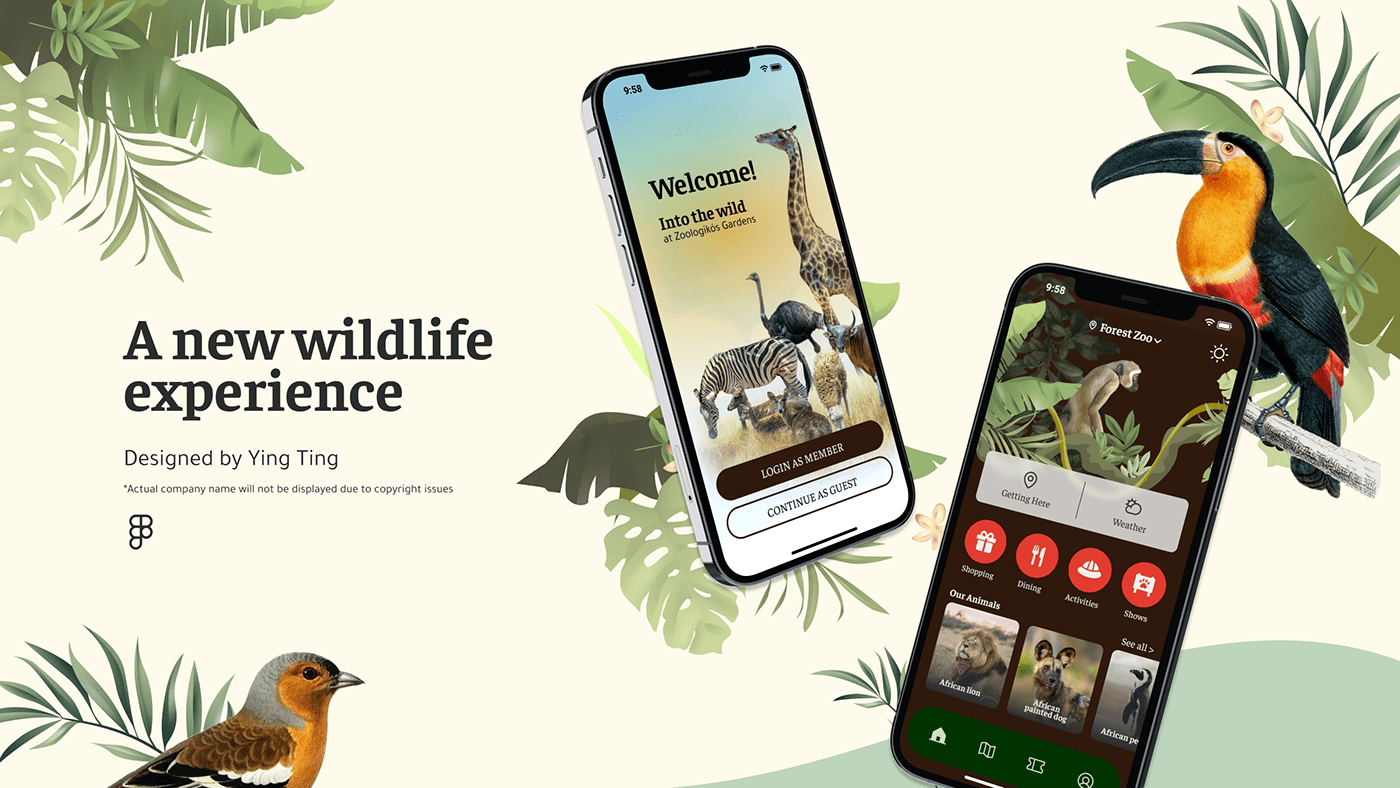 A new wildlife
experience
Designed by Ying Ting
*Actual company name will not be displayed due to copyright issues
9:58
Welcome!
Into the wild
at Zoologikós Gardens
LOGIN AS MEMBER
CONTINUE AS GUEST
9:58
Forest Zoo
Getting Here
Weather
Shopping
Dining
Activities
Shows
Our Animals
See all >
African lion
African
painted dog
African pe